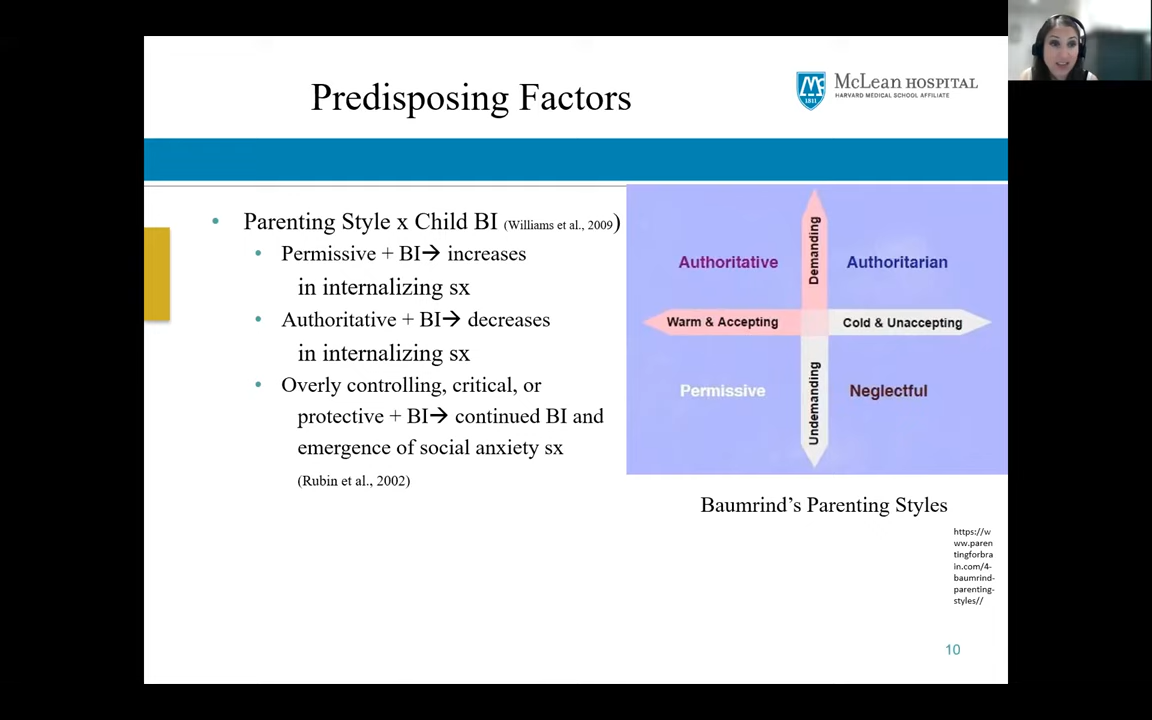 Predisposing Factors
McLean HOSPITAL
HARVARD MEDICAL SCHOOL AFFILIATE
1811
• Parenting Style x Child BI (Williams et al., 2009)
• Permissive + BI→ increases
in internalizing sx
• Authoritative + BI→ decreases
in internalizing sx
• Overly controlling, critical, or
protective + BI→ continued BI and
emergence of social anxiety sx
(Rubin et al., 2002)
Demanding
Authoritative
Authoritarian
Warm & Accepting
Cold & Unaccepting
Permissive
Neglectful
Undemanding
Baumrind’s Parenting Styles
https://w
ww.paren
tingforbra
in.com/4-
baumrind-
parenting-
styles//
10